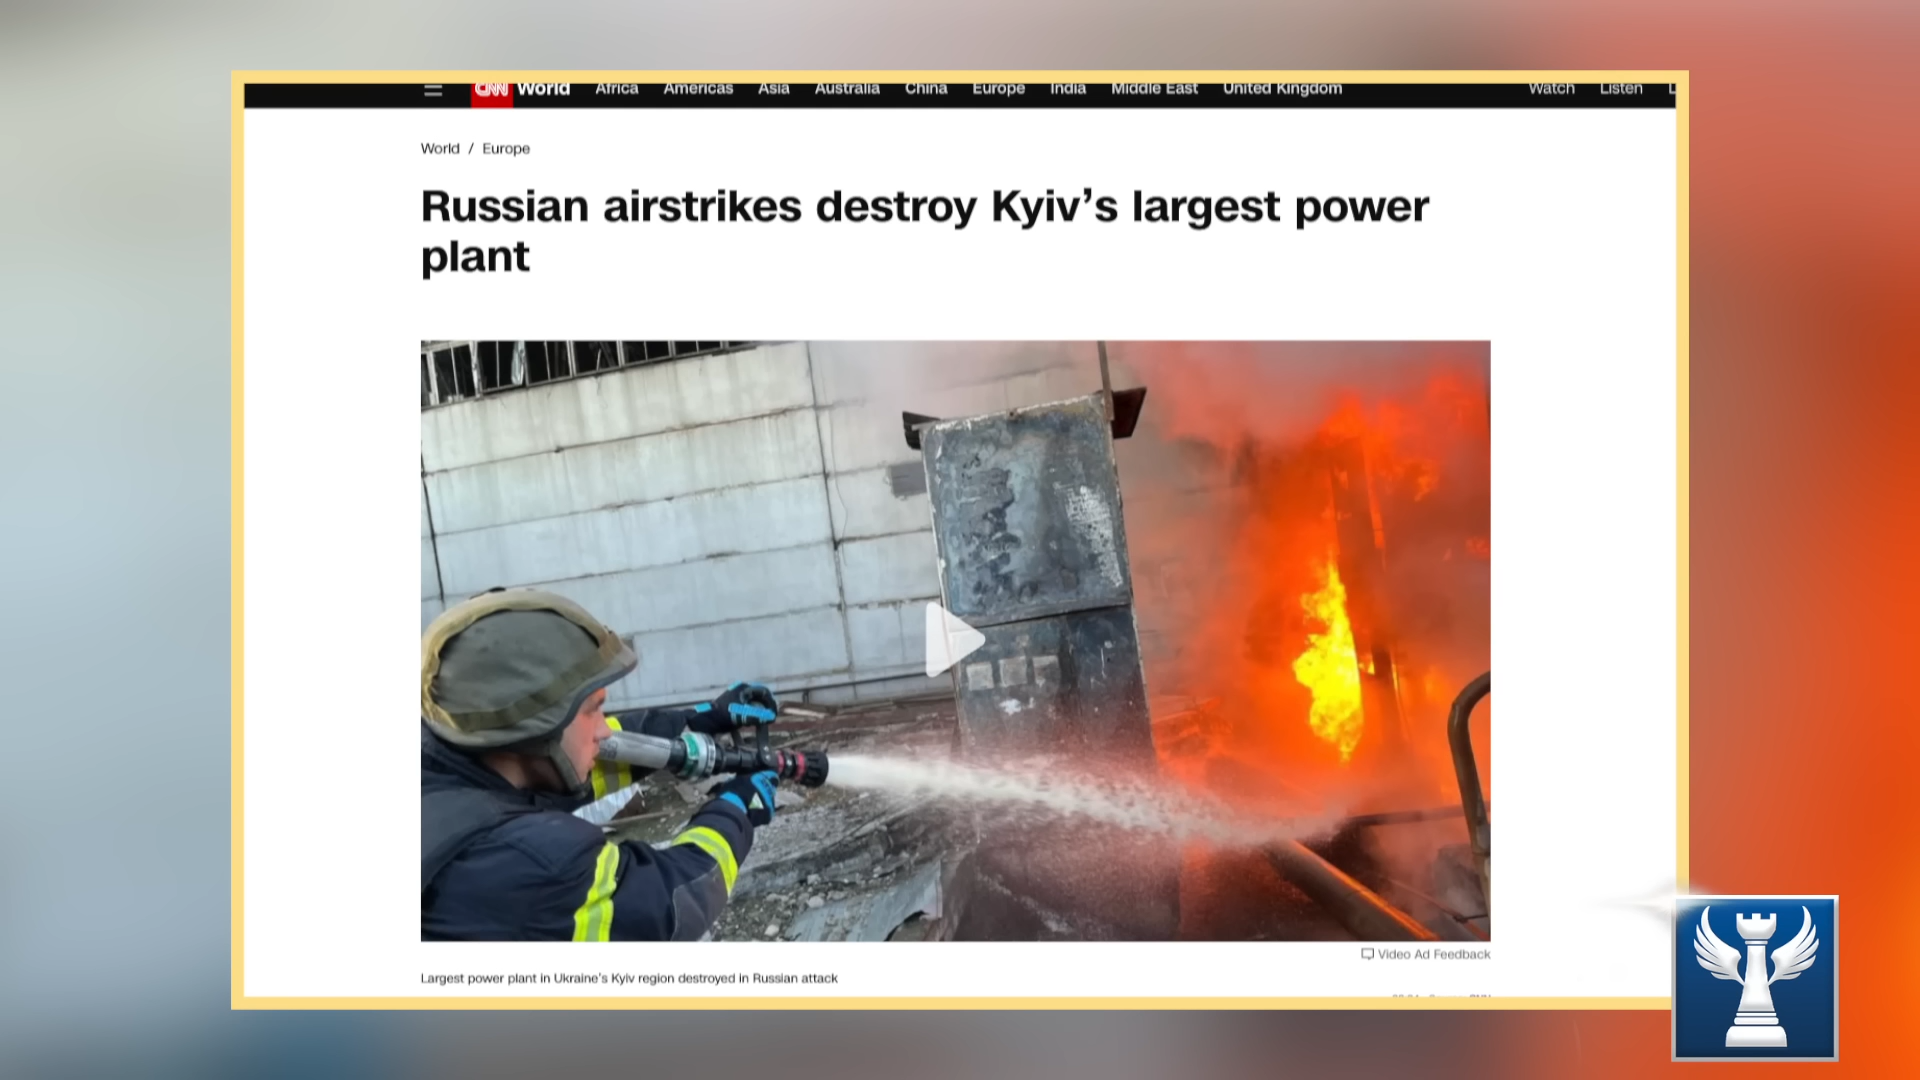 CNN World Africa Americas Asia Australia China Europe India Middle East United Kingdom Watch Listen
World / Europe
Russian airstrikes destroy Kyiv's largest power
plant
Video Ad Feedback
Largest power plant in Ukraine's Kyiv region destroyed in Russian attack